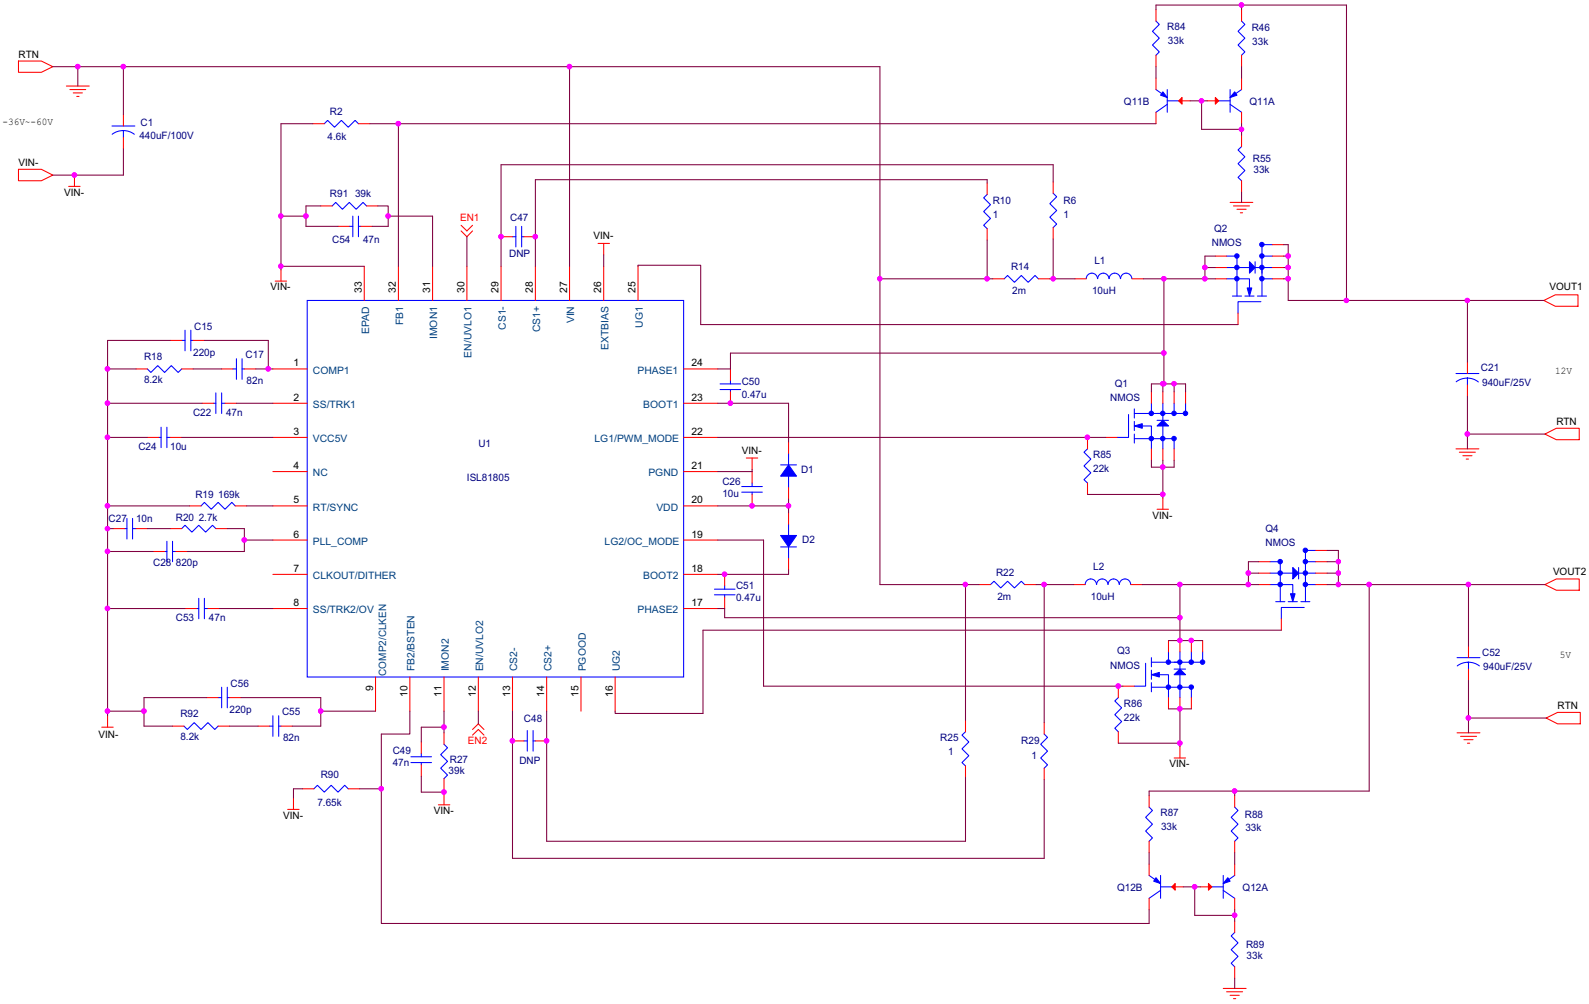 RTN
-36V~-60V
C1
440uF/100V
VIN-
VIN-
R2
4.6k
R91 39k
C54 47n
VIN-
EN1
C47
DNP
VIN-
R10
1
R6
1
R14
2m
L1
10uH
R84
33k
R46
33k
Q11B
Q11A
R55
33k
Q2
NMOS
VOUT1
C21
940uF/25V
12V
RTN
33
32
31
30
29
28
27
26
25
EPAD
FB1
IMON1
EN/UVLO1
CS1-
CS1+
VIN
EXTBIAS
UG1
C15
220p
R18
8.2k
C17
82n
1
COMP1
C22 47n
2
SS/TRK1
C24 10u
3
VCC5V
4
NC
R19 169k
5
RT/SYNC
C27 10n
R20 2.7k
6
PLL_COMP
C28 820p
7
CLKOUT/DITHER
C53 47n
8
SS/TRK2/OV
U1
ISL81805
PHASE1
24
BOOT1
23
LG1/PWM_MODE
22
PGND
21
VDD
20
LG2/OC_MODE
19
BOOT2
18
PHASE2
17
C50
0.47u
VIN-
C26
10u
D1
D2
C51
0.47u
Q1
NMOS
R85
22k
VIN-
COMP2/CLKEN
FB2/BSTEN
IMON2
EN/UVLO2
CS2-
CS2+
PGOOD
UG2
9
10
11
12
13
14
15
16
C56
220p
R92
8.2k
C55
82n
VIN-
C49
47n
R27
39k
VIN-
EN2
C48
DNP
R90
7.65k
VIN-
R22
2m
L2
10uH
Q4
NMOS
VOUT2
Q3
NMOS
R86
22k
VIN-
C52
940uF/25V
5V
RTN
R25
1
R29
1
R87
33k
R88
33k
Q12B
Q12A
R89
33k